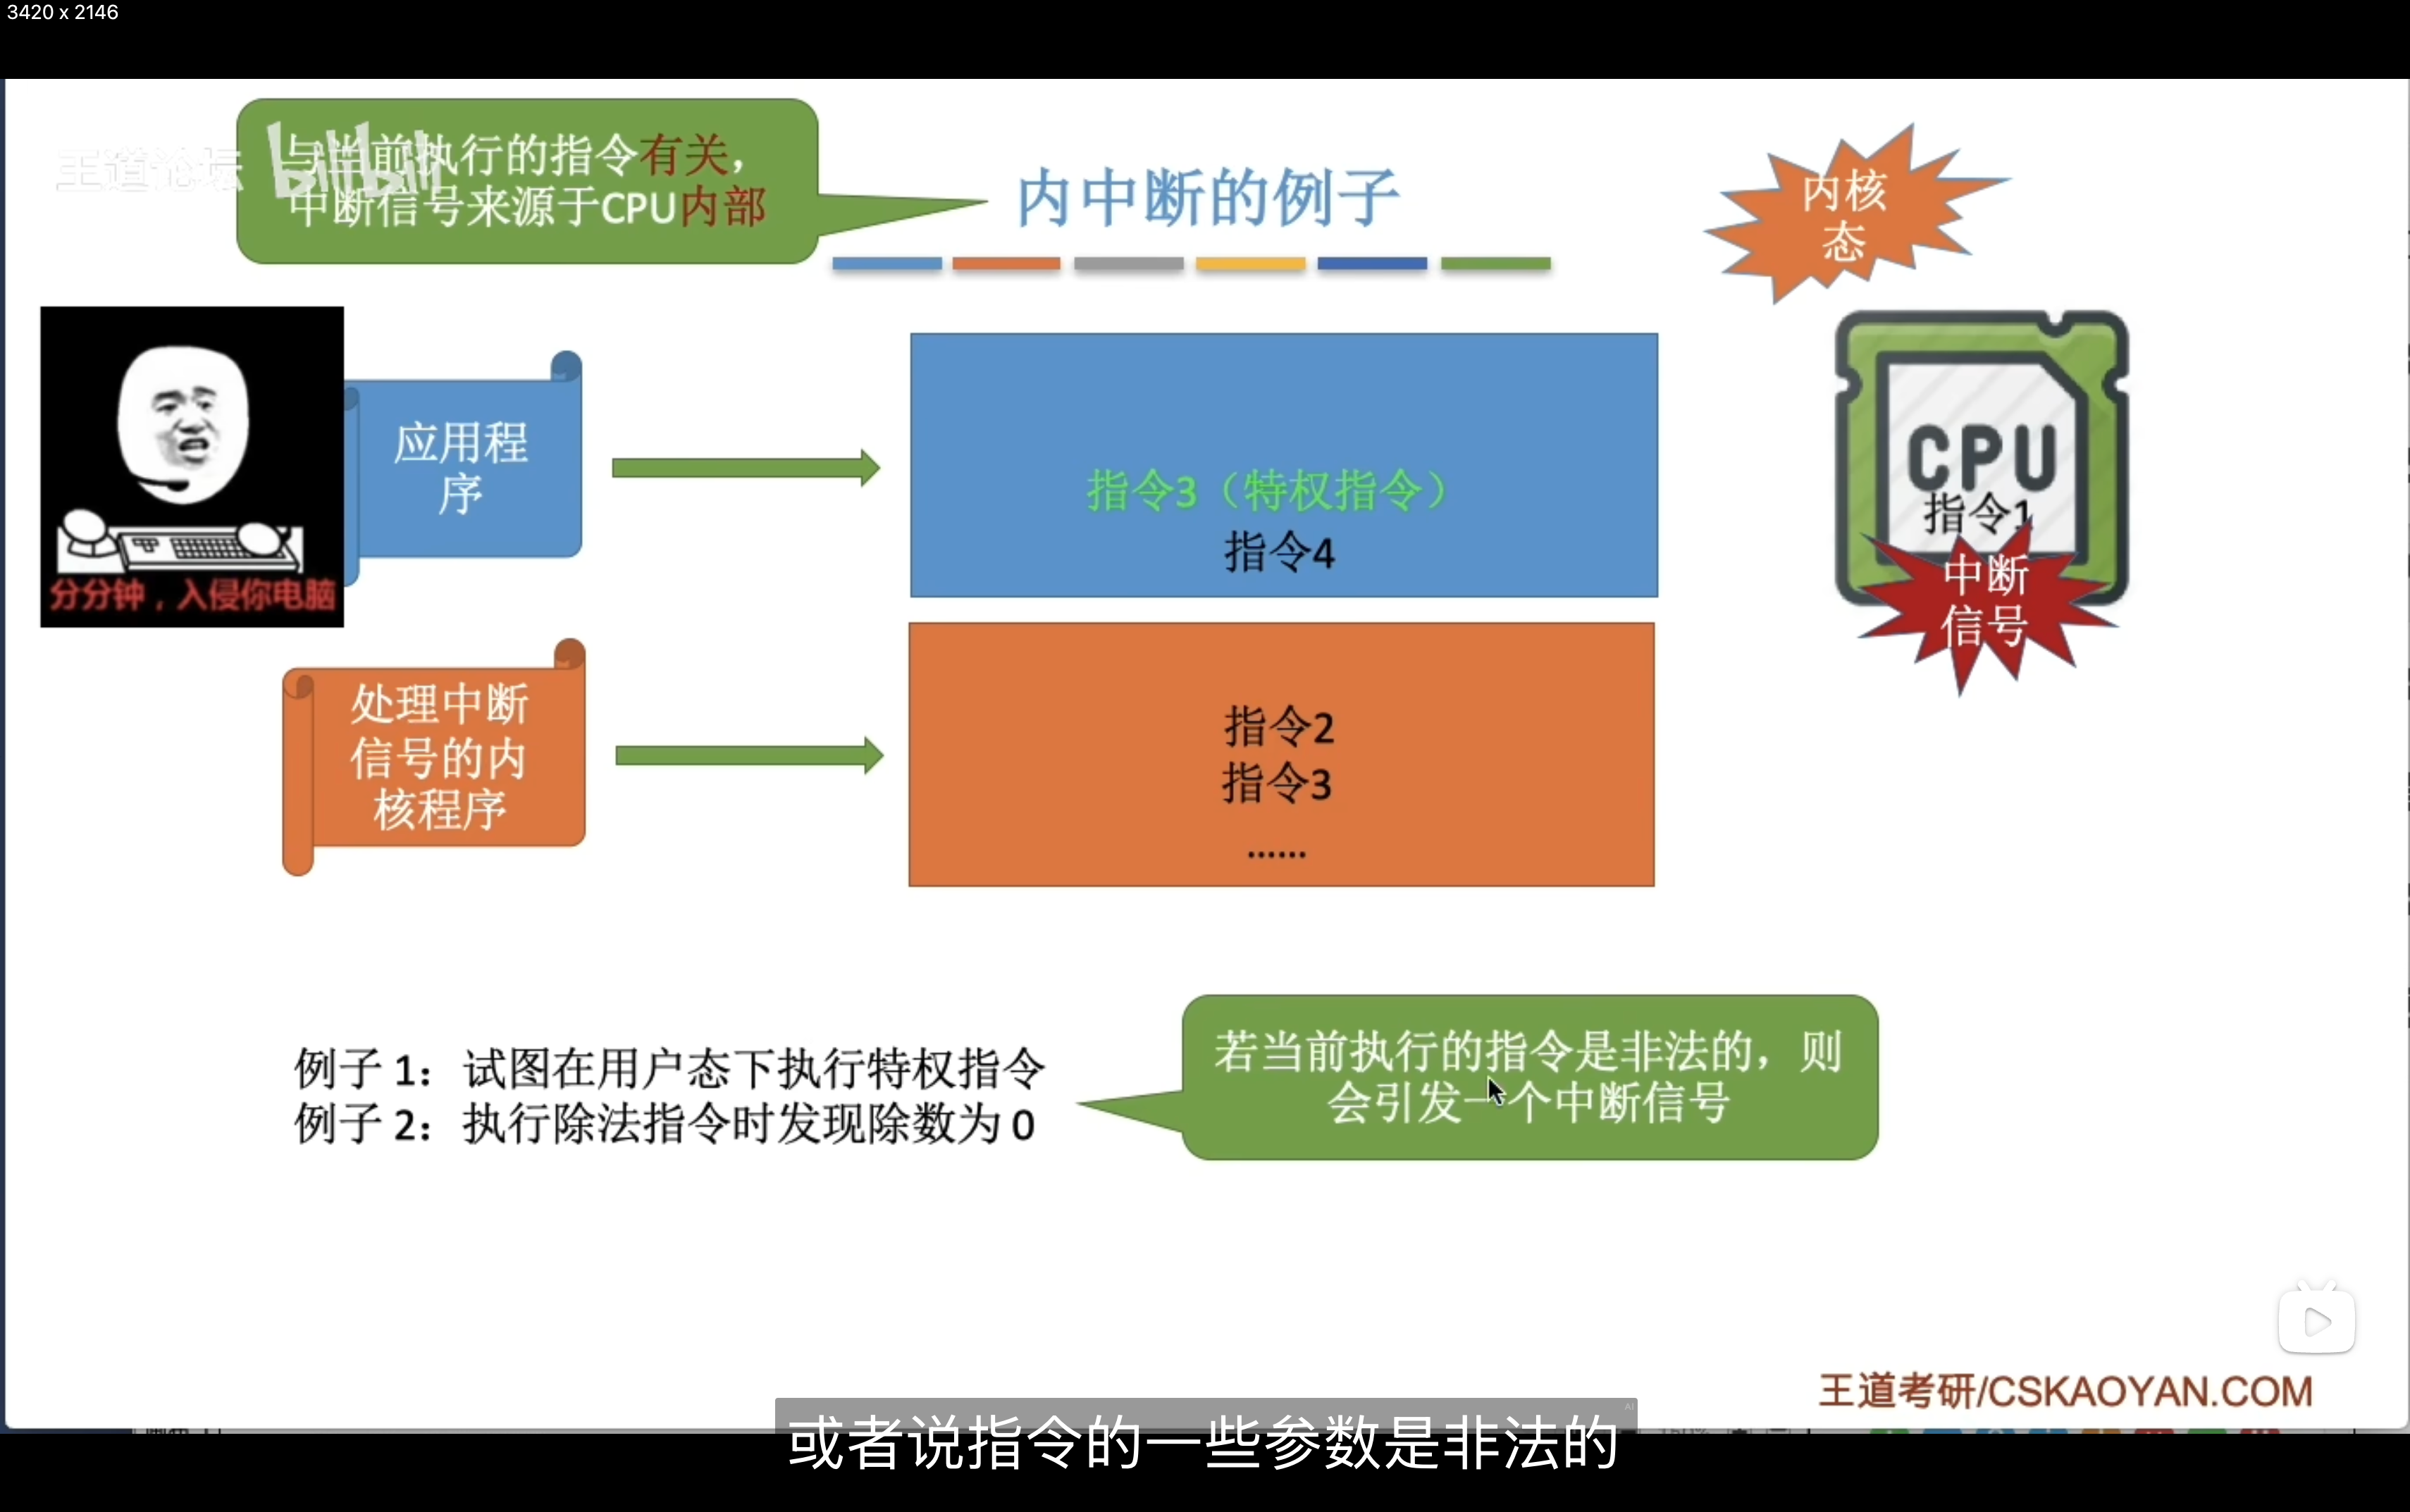 3420 x 2146
王道论坛
bilibili
与当前执行的指令有关，
中断信号来源于CPU内部
内中断的例子
内核
态
应用程
序
分分钟，入侵你电脑
指令3（特权指令）
指令4
CPU
指令1
中断
信号
处理中断
信号的内
核程序
指令2
指令3
......
例子 1：试图在用户态下执行特权指令
例子 2：执行除法指令时发现除数为 0
若当前执行的指令是非法的，则
会引发一个中断信号
王道考研/CSKAOYAN.COM
AI
或者说指令的一些参数是非法的